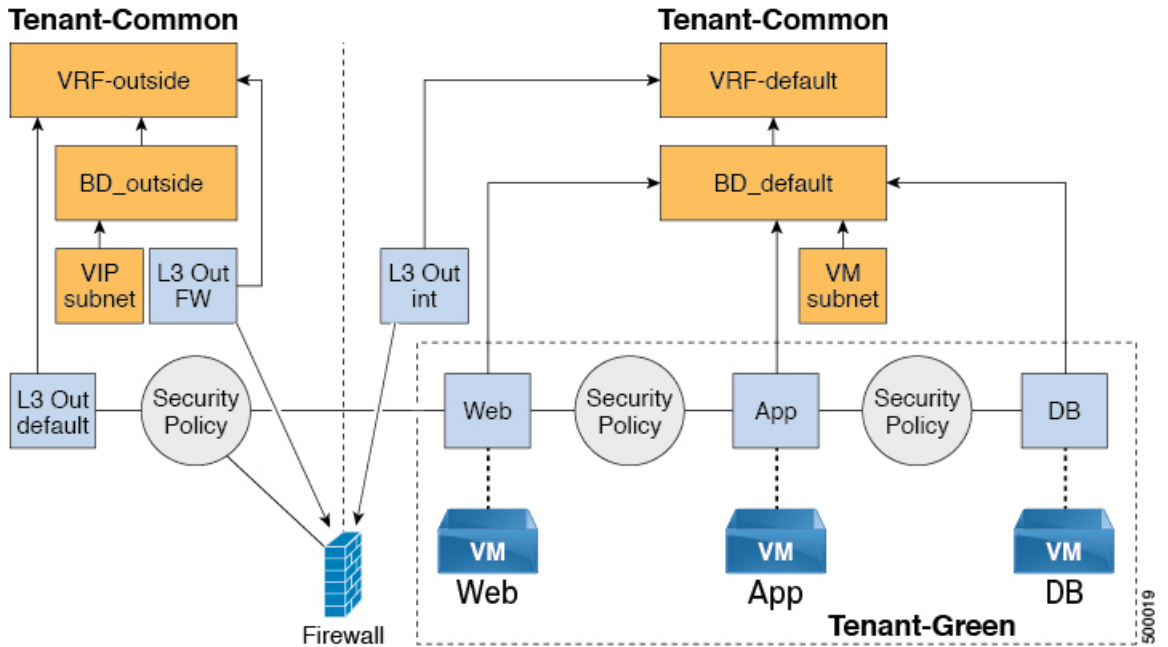 Tenant-Common
Tenant-Common
VRF-outside
VRF-default
BD_outside
BD_default
VIP
subnet
L3 Out
FW
L3 Out
int
VM
subnet
L3 Out
default
Security
Policy
Web
Security
Policy
App
Security
Policy
DB
VM
VM
VM
Web
App
DB
Firewall
Tenant-Green
500019